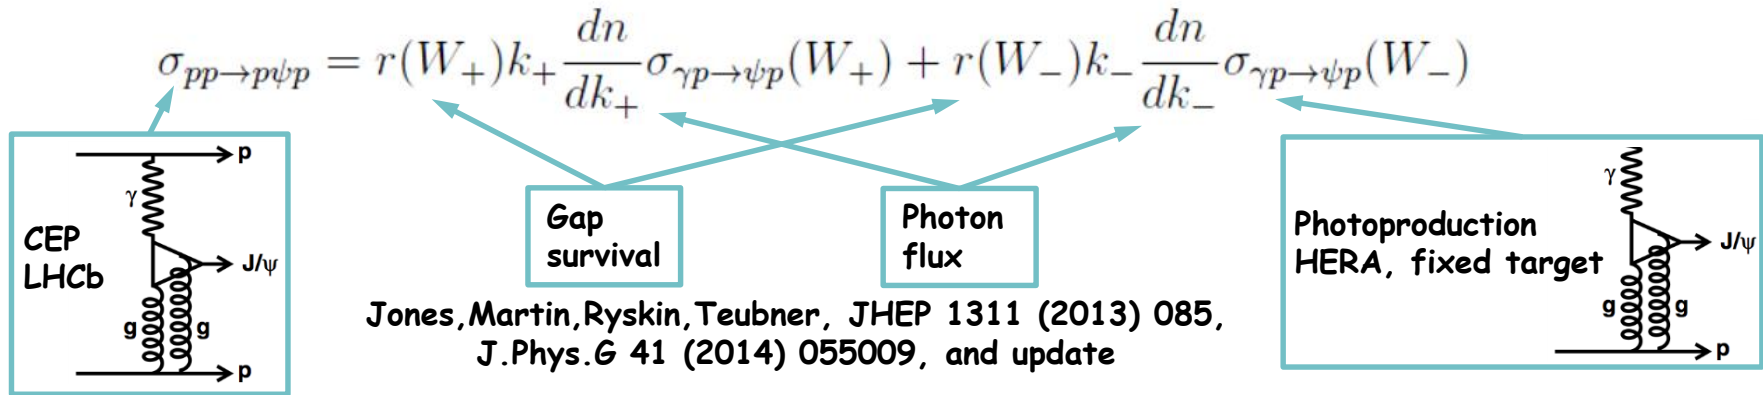 σ_{pp→pψp} = r(W_+)k_+ \frac{dn}{dk_+} σ_{γp→ψp}(W_+) + r(W_-)k_- \frac{dn}{dk_-} σ_{γp→ψp}(W_-)
p
γ
CEP
LHCb
J/ψ
g g
p
Gap
survival
Photon
flux
γ
Photoproduction
HERA, fixed target
J/ψ
g g
p
Jones,Martin,Ryskin,Teubner, JHEP 1311 (2013) 085,
J.Phys.G 41 (2014) 055009, and update